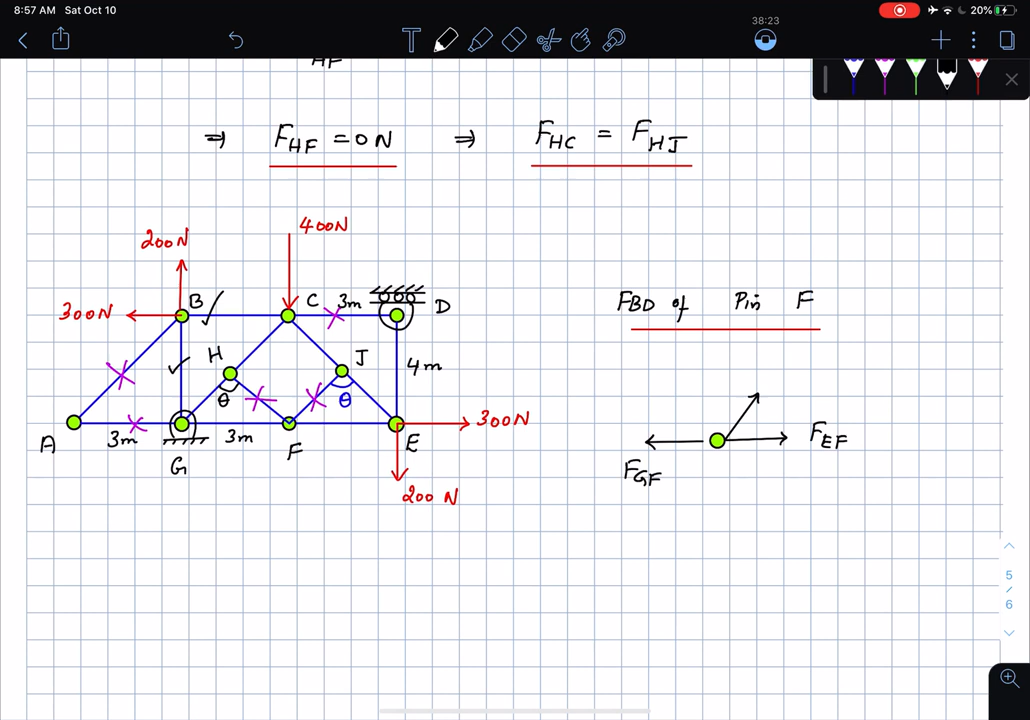 8:57 AM Sat Oct 10
20%
38:23
T
HF
⇒ F_HF = 0 N ⇒ F_HC = F_HJ
400N
200N
300N
B
C
3m
D
H
J
4m
θ
θ
A
3m
G
3m
F
E
300N
200 N
FBD of Pin F
F_EF
F_GF
5
6